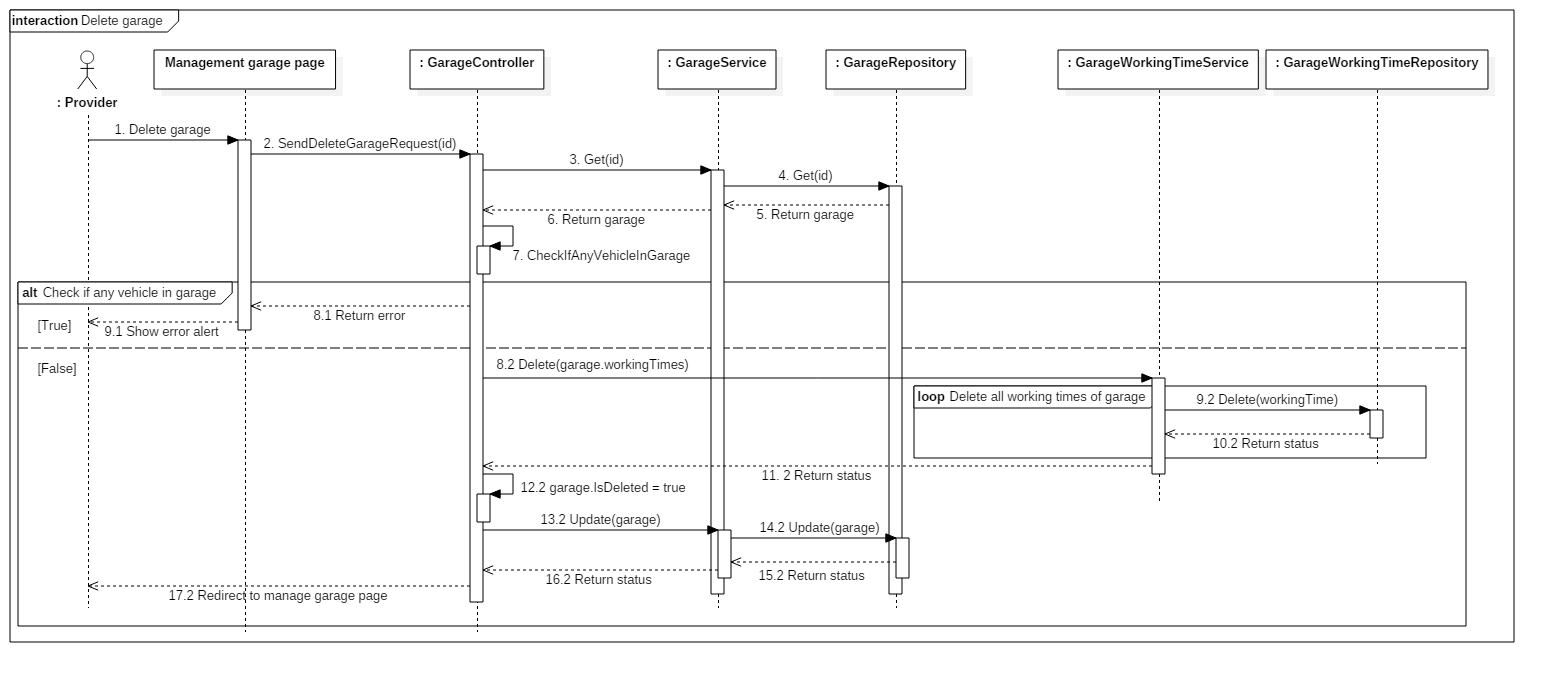 interaction Delete garage
Management garage page
: GarageController
: GarageService
: GarageRepository
: GarageWorkingTimeService
: GarageWorkingTimeRepository
: Provider
1. Delete garage
2. SendDeleteGarageRequest(id)
3. Get(id)
4. Get(id)
5. Return garage
6. Return garage
7. CheckIfAnyVehicleInGarage
alt Check if any vehicle in garage
8.1 Return error
[True]
9.1 Show error alert
[False]
8.2 Delete(garage.workingTimes)
loop Delete all working times of garage
9.2 Delete(workingTime)
10.2 Return status
11. 2 Return status
12.2 garage.IsDeleted = true
13.2 Update(garage)
14.2 Update(garage)
15.2 Return status
16.2 Return status
17.2 Redirect to manage garage page